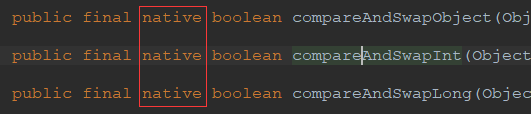 public final native boolean compareAndSwapObject(Obj
public final native boolean compareAndSwapInt(Object
public final native boolean compareAndSwapLong(Objec